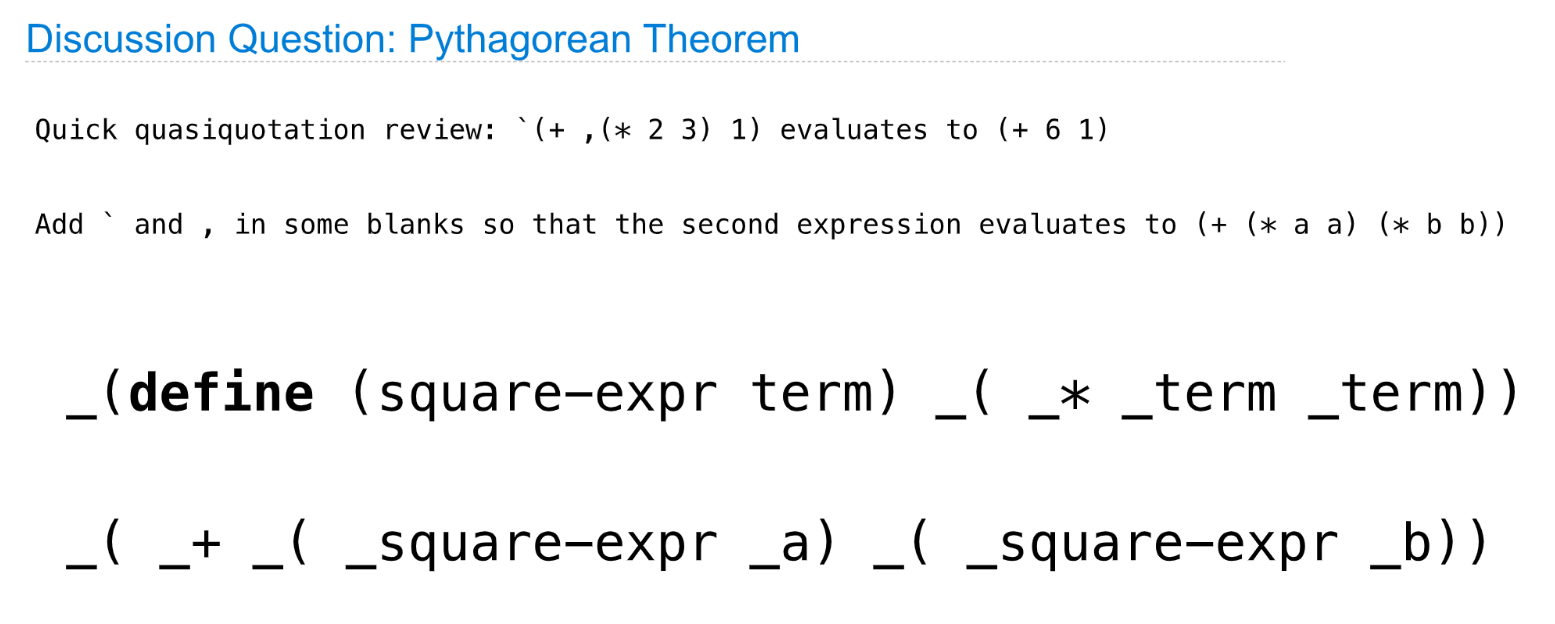 Discussion Question: Pythagorean Theorem
Quick quasiquotation review: `(+ ,(* 2 3) 1) evaluates to (+ 6 1)
Add ` and , in some blanks so that the second expression evaluates to (+ (* a a) (* b b))
_(define (square-expr term) _( _* _term _term))
_( _+ _( _square-expr _a) _( _square-expr _b))